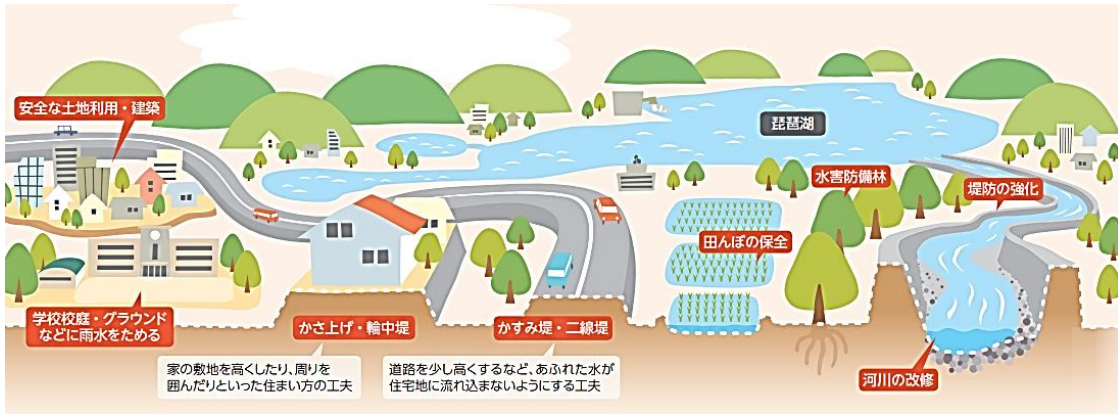 安全な土地利用・建築
琵琶湖
水害防備林
堤防の強化
田んぼの保全
学校校庭・グラウンド
などに雨水をためる
かさ上げ・輪中堤
家の敷地を高くしたり、周りを
囲んだりといった住まい方の工夫
かすみ堤・二線堤
道路を少し高くするなど、あふれた水が
住宅地に流れ込まないようにする工夫
河川の改修